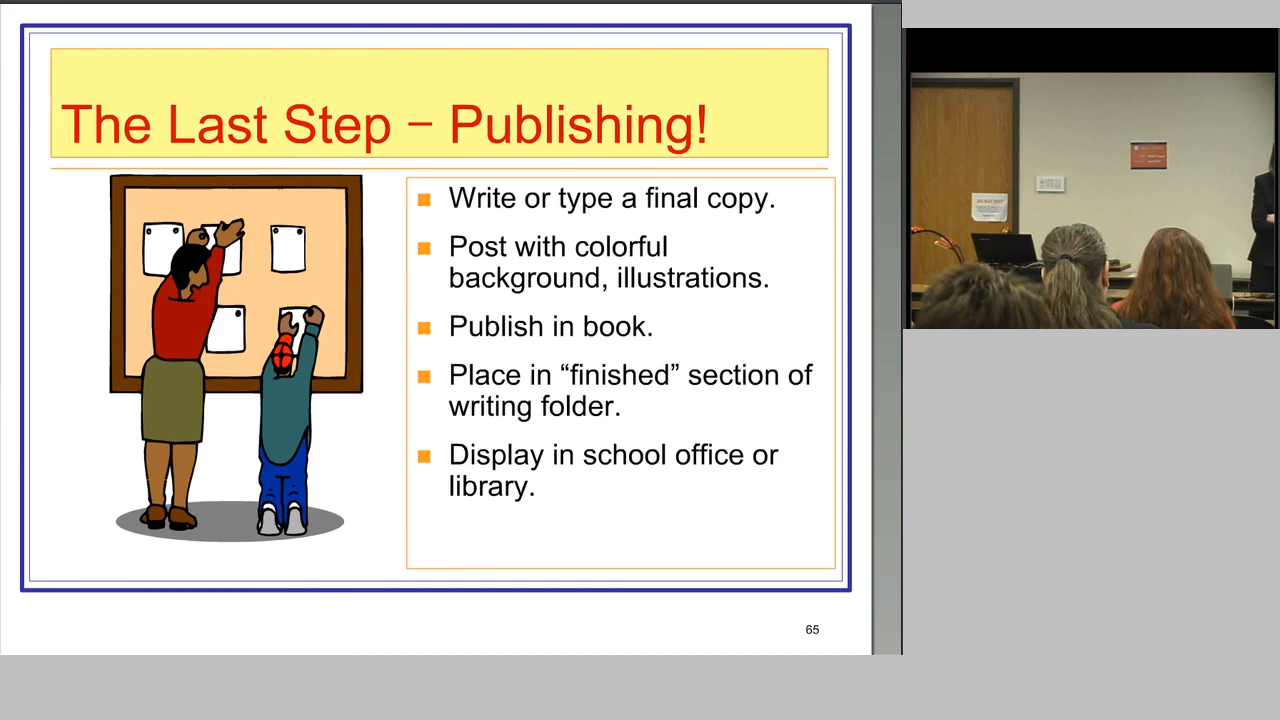 The Last Step – Publishing!
Write or type a final copy.
Post with colorful
background, illustrations.
Publish in book.
Place in “finished” section of
writing folder.
Display in school office or
library.
65